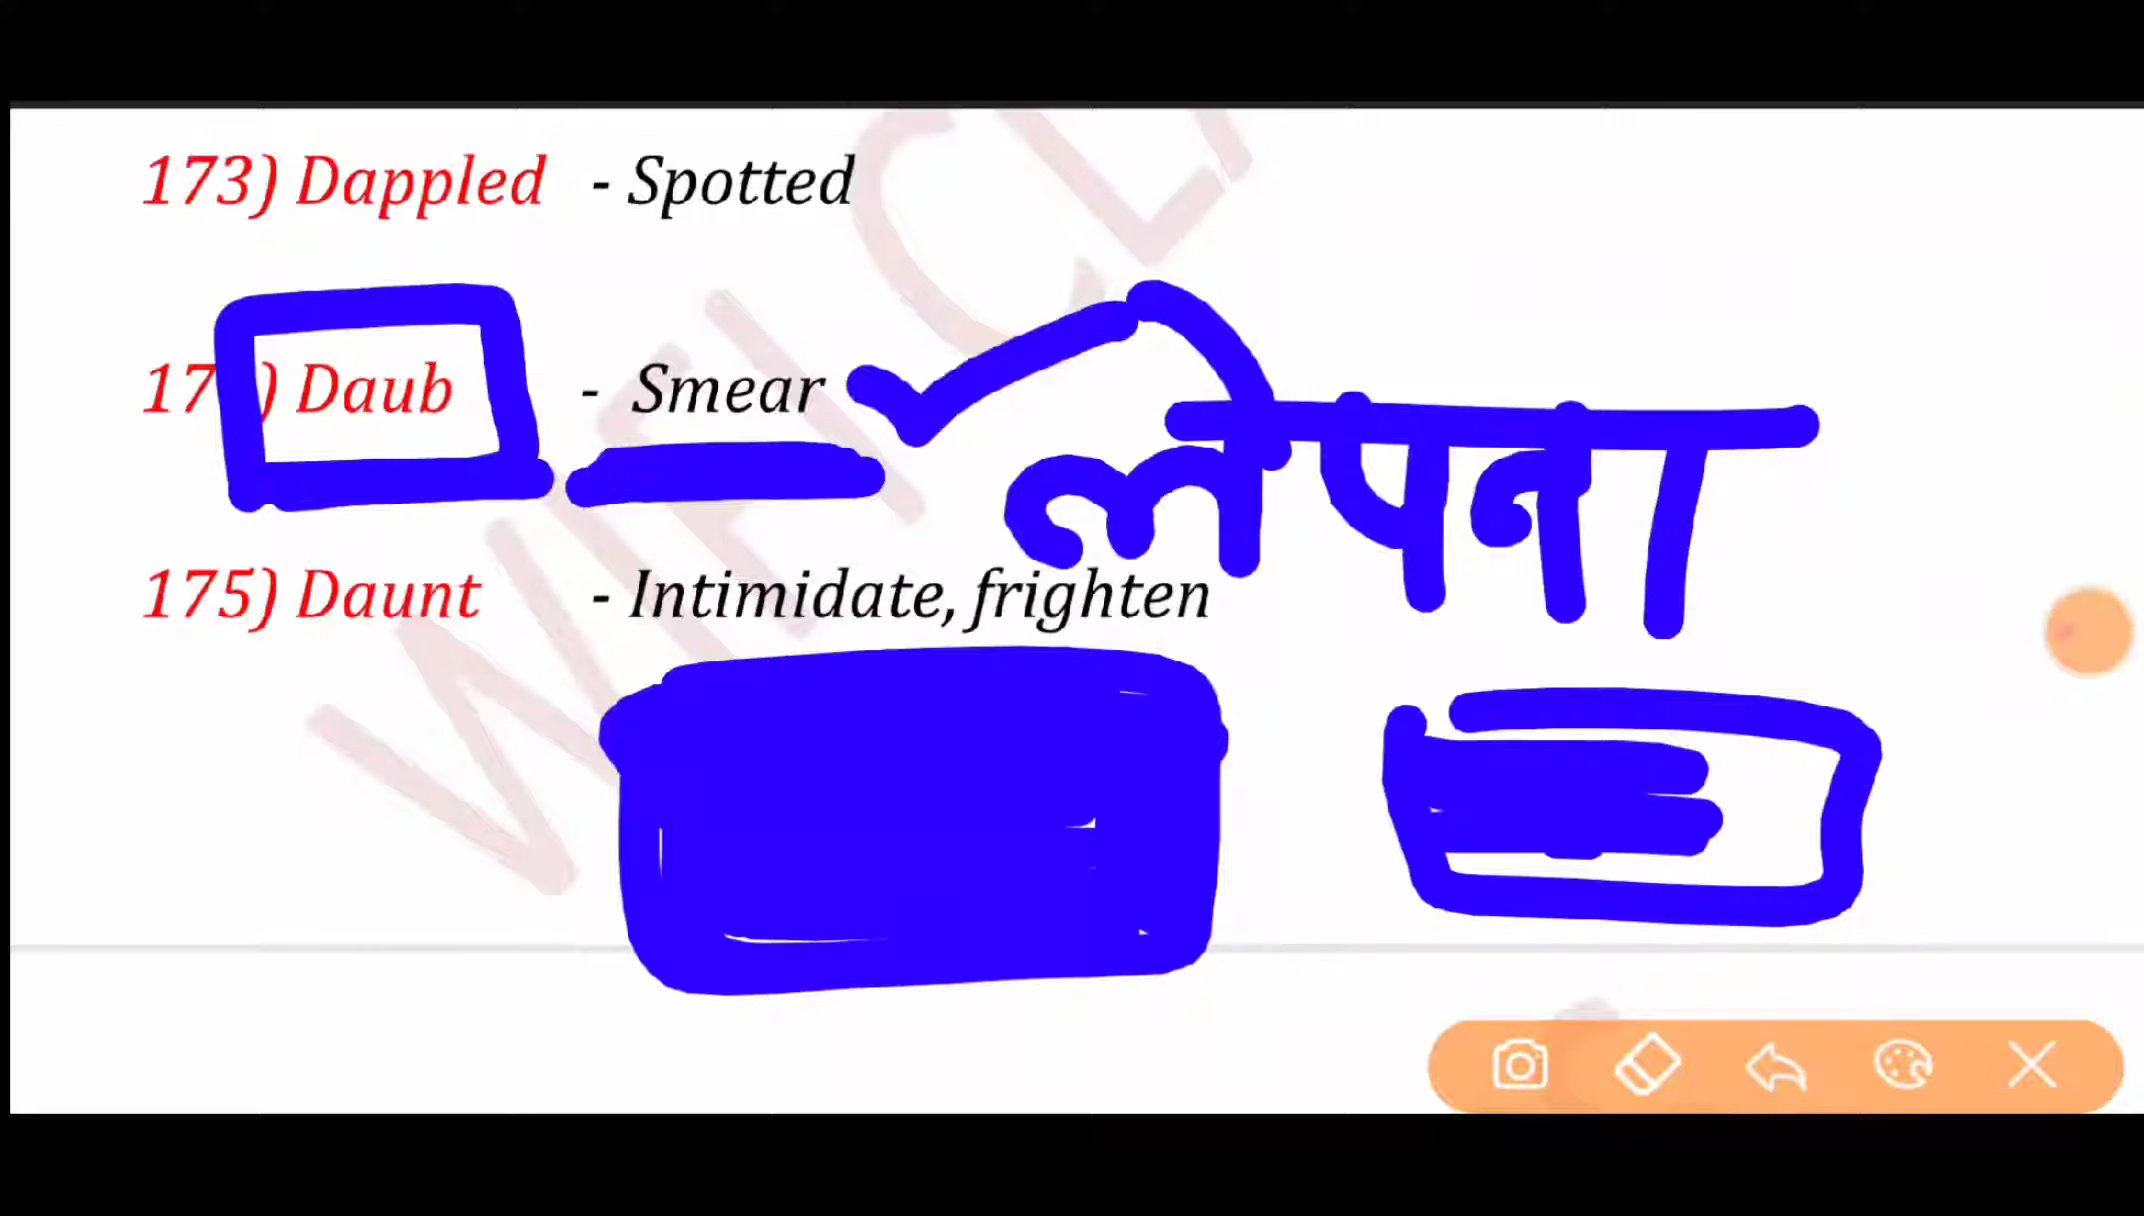 173) Dappled - Spotted
17 ) Daub - Smear लेपना
175) Daunt - Intimidate, frighten